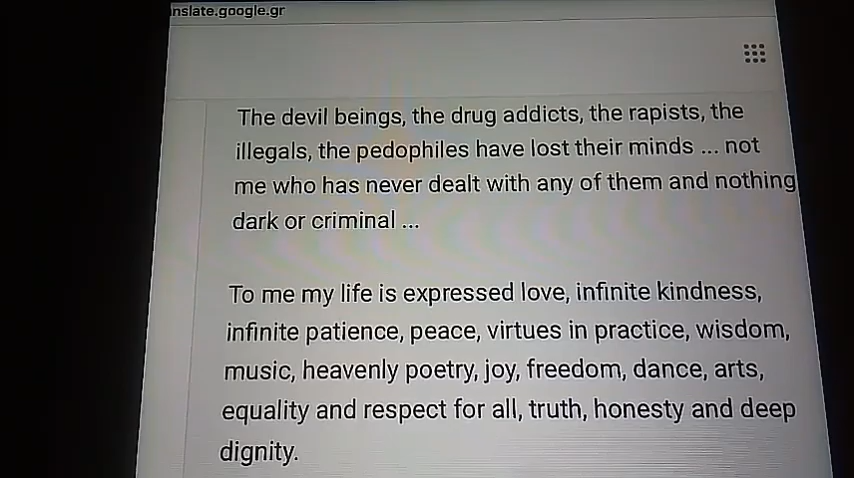 nslate.google.gr
The devil beings, the drug addicts, the rapists, the
illegals, the pedophiles have lost their minds ... not
me who has never dealt with any of them and nothing
dark or criminal ...
To me my life is expressed love, infinite kindness,
infinite patience, peace, virtues in practice, wisdom,
music, heavenly poetry, joy, freedom, dance, arts,
equality and respect for all, truth, honesty and deep
dignity.